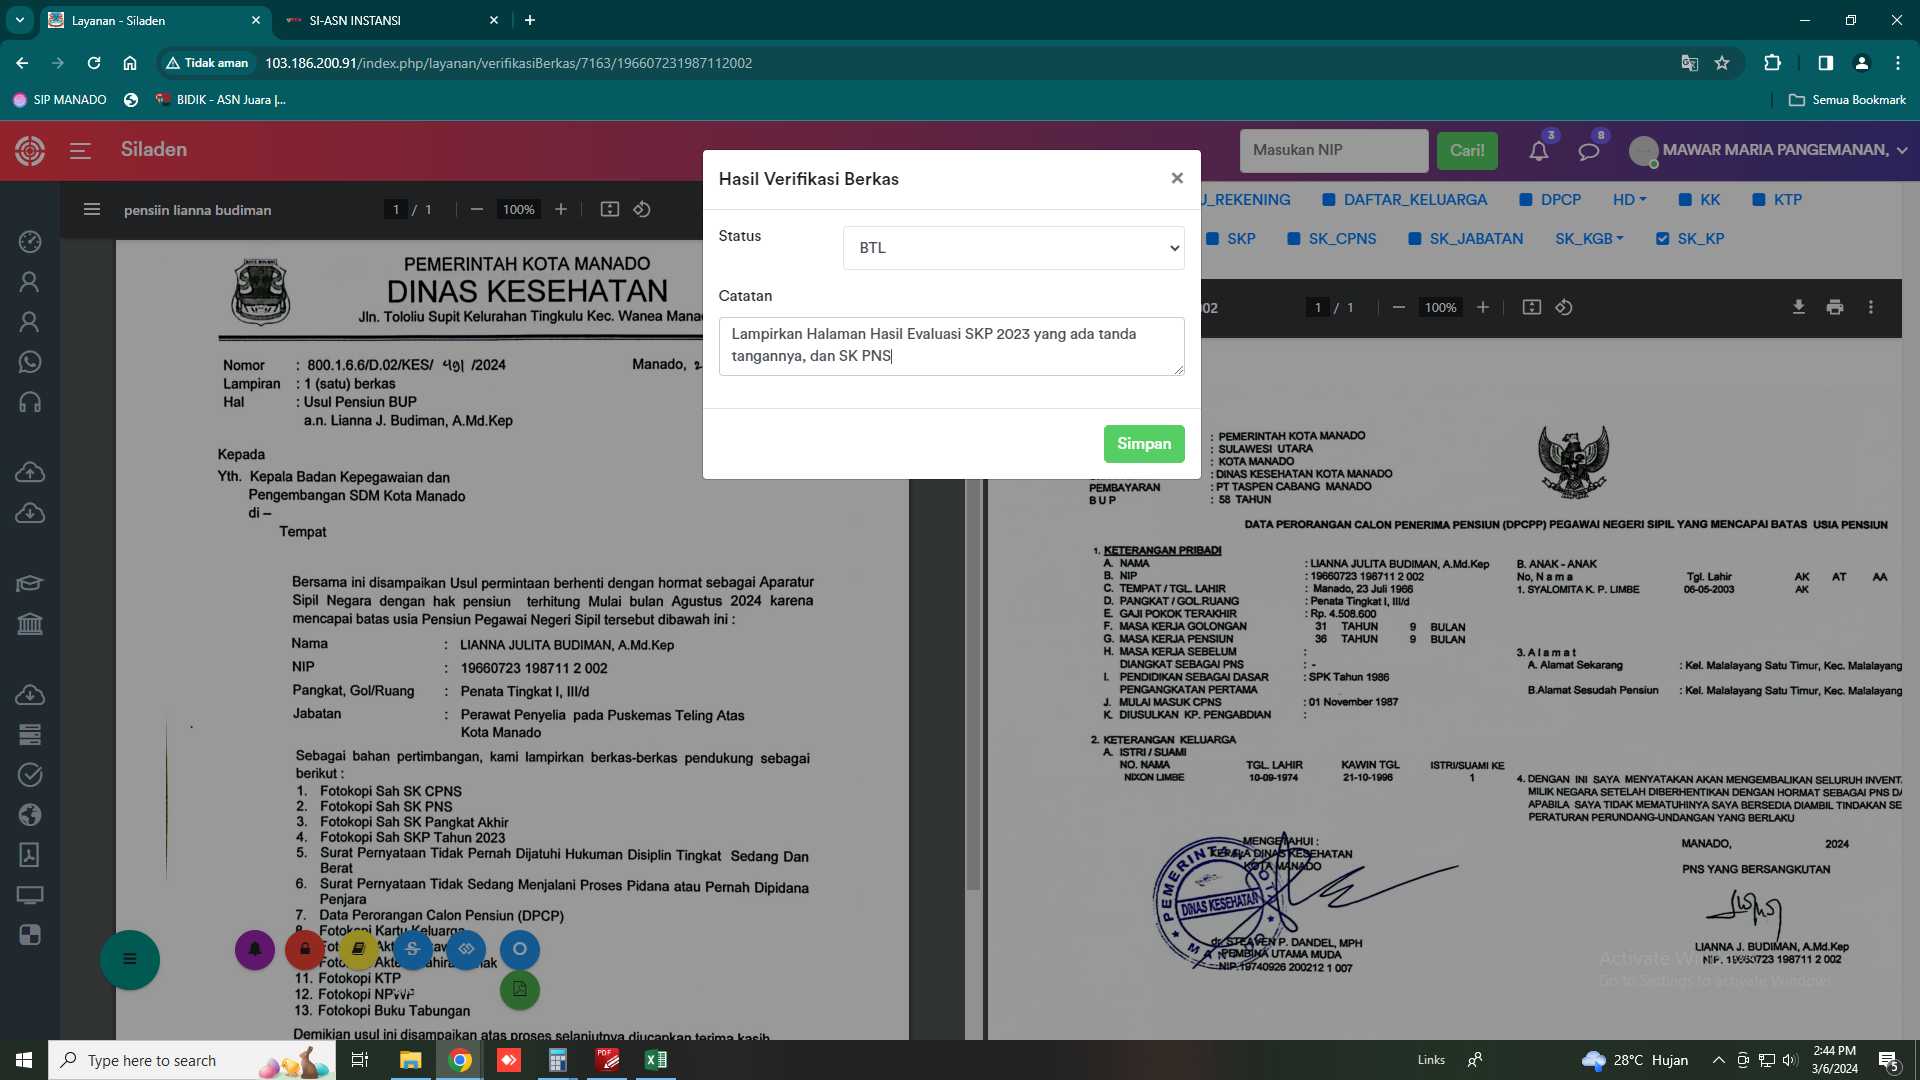 Layanan - Siladen
SI-ASN INSTANSI
Tidak aman
103.186.200.91/index.php/layanan/verifikasiBerkas/7163/196607231987112002
SIP MANADO
BIDIK - ASN Juara |...
Semua Bookmark
Siladen
Masukan NIP
Cari!
3
8
MAWAR MARIA PANGEMANAN,
pensiin lianna budiman
1 / 1
100%
Hasil Verifikasi Berkas
Status
BTL
Catatan
Lampirkan Halaman Hasil Evaluasi SKP 2023 yang ada tanda
tangannya, dan SK PNS
Simpan
U_REKENING
DAFTAR_KELUARGA
DPCP
HD
KK
KTP
SKP
SK_CPNS
SK_JABATAN
SK_KGB
SK_KP
002
1 / 1
100%
PEMERINTAH KOTA MANADO
DINAS KESEHATAN
Jln. Tololiu Supit Kelurahan Tingkulu Kec. Wanea Mana
Nomor : 800.1.6.6/D.02/KES/ /2024 Manado,
Lampiran : 1 (satu) berkas
Hal : Usul Pensiun BUP
a.n. Lianna J. Budiman, A.Md.Kep
Kepada
Yth. Kepala Badan Kepegawaian dan
Pengembangan SDM Kota Manado
di –
Tempat
Bersama ini disampaikan Usul permintaan berhenti dengan hormat sebagai Aparatur
Sipil Negara dengan hak pensiun terhitung Mulai bulan Agustus 2024 karena
mencapai batas usia Pensiun Pegawai Negeri Sipil tersebut dibawah ini :
Nama : LIANNA JULITA BUDIMAN, A.Md.Kep
NIP : 19660723 198711 2 002
Pangkat, Gol/Ruang : Penata Tingkat I, III/d
Jabatan : Perawat Penyelia pada Puskemas Teling Atas
Kota Manado
Sebagai bahan pertimbangan, kami lampirkan berkas-berkas pendukung sebagai
berikut :
1. Fotokopi Sah SK CPNS
2. Fotokopi Sah SK PNS
3. Fotokopi Sah SK Pangkat Akhir
4. Fotokopi Sah SKP Tahun 2023
5. Surat Pernyataan Tidak Pernah Dijatuhi Hukuman Disiplin Tingkat Sedang Dan
Berat
6. Surat Pernyataan Tidak Sedang Menjalani Proses Pidana atau Pernah Dipidana
Penjara
7. Data Perorangan Calon Pensiun (DPCP)
8. Fotokopi Kartu Keluarga
11. Fotokopi KTP
12. Fotokopi NPWP
13. Fotokopi Buku Tabungan
Demikian usul ini disampaikan atas proses selanjutnya diucapkan terima kasih
: PEMERINTAH KOTA MANADO
: SULAWESI UTARA
: KOTA MANADO
: DINAS KESEHATAN KOTA MANADO
PEMBAYARAN : PT TASPEN CABANG MANADO
B U P : 58 TAHUN
DATA PERORANGAN CALON PENERIMA PENSIUN (DPCPP) PEGAWAI NEGERI SIPIL YANG MENCAPAI BATAS USIA PENSIUN
1. KETERANGAN PRIBADI
A. NAMA : LIANNA JULITA BUDIMAN, A.Md.Kep
B. NIP : 19660723 198711 2 002
C. TEMPAT / TGL. LAHIR : Manado, 23 Juli 1966
D. PANGKAT / GOL.RUANG : Penata Tingkat I, III/d
E. GAJI POKOK TERAKHIR : Rp. 4.508.600
F. MASA KERJA GOLONGAN 31 TAHUN 9 BULAN
G. MASA KERJA PENSIUN 36 TAHUN 9 BULAN
H. MASA KERJA SEBELUM :
DIANGKAT SEBAGAI PNS : -
I. PENDIDIKAN SEBAGAI DASAR : SPK Tahun 1986
PENGANGKATAN PERTAMA
J. MULAI MASUK CPNS : 01 November 1987
K. DIUSULKAN KP. PENGABDIAN :
B. ANAK - ANAK
No, N a m a Tgl. Lahir AK AT AA
1. SYALOMITA K. P. LIMBE 06-05-2003 AK
3. A l a m a t
A. Alamat Sekarang : Kel. Malalayang Satu Timur, Kec. Malalayang
B.Alamat Sesudah Pensiun : Kel. Malalayang Satu Timur, Kec. Malalayang
2. KETERANGAN KELUARGA
A. ISTRI / SUAMI
NO. NAMA TGL. LAHIR KAWIN TGL ISTRI/SUAMI KE
NIXON LIMBE 10-09-1974 21-10-1996 1
4. DENGAN INI SAYA MENYATAKAN AKAN MENGEMBALIKAN SELURUH INVENT
MILIK NEGARA SETELAH DIBERHENTIKAN DENGAN HORMAT SEBAGAI PNS DA
APABILA SAYA TIDAK MEMATUHINYA SAYA BERSEDIA DIAMBIL TINDAKAN SE
PERATURAN PERUNDANG-UNDANGAN YANG BERLAKU
MENGETAHUI :
KEPALA DINAS KESEHATAN
KOTA MANADO
DINAS KESEHATAN
dr. STEAVEN P. DANDEL, MPH
PEMBINA UTAMA MUDA
NIP.19740926 200212 1 007
MANADO, 2024
PNS YANG BERSANGKUTAN
LIANNA J. BUDIMAN, A.Md.Kep
NIP. 19660723 198711 2 002
Activate Windows
Go to Settings to activate Windows.
Type here to search
Links
28°C Hujan
2:44 PM
3/6/2024
5